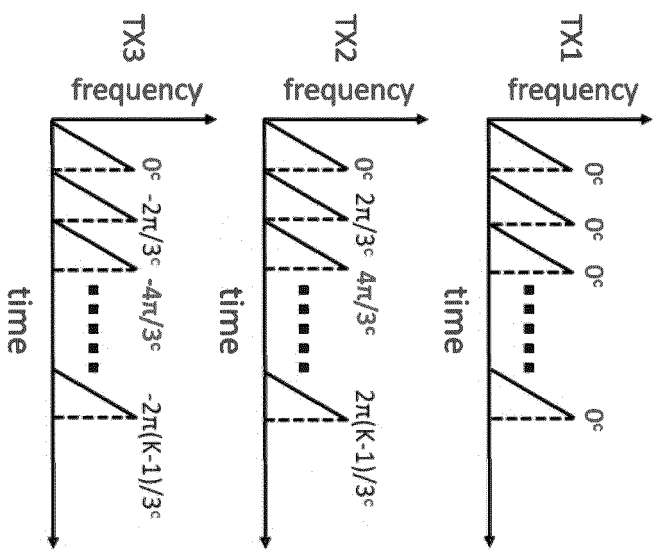 TX1
frequency
0ᶜ 0ᶜ 0ᶜ 0ᶜ
time
TX2
frequency
0ᶜ 2π/3ᶜ 4π/3ᶜ 2π(K-1)/3ᶜ
time
TX3
frequency
0ᶜ -2π/3ᶜ -4π/3ᶜ -2π(K-1)/3ᶜ
time